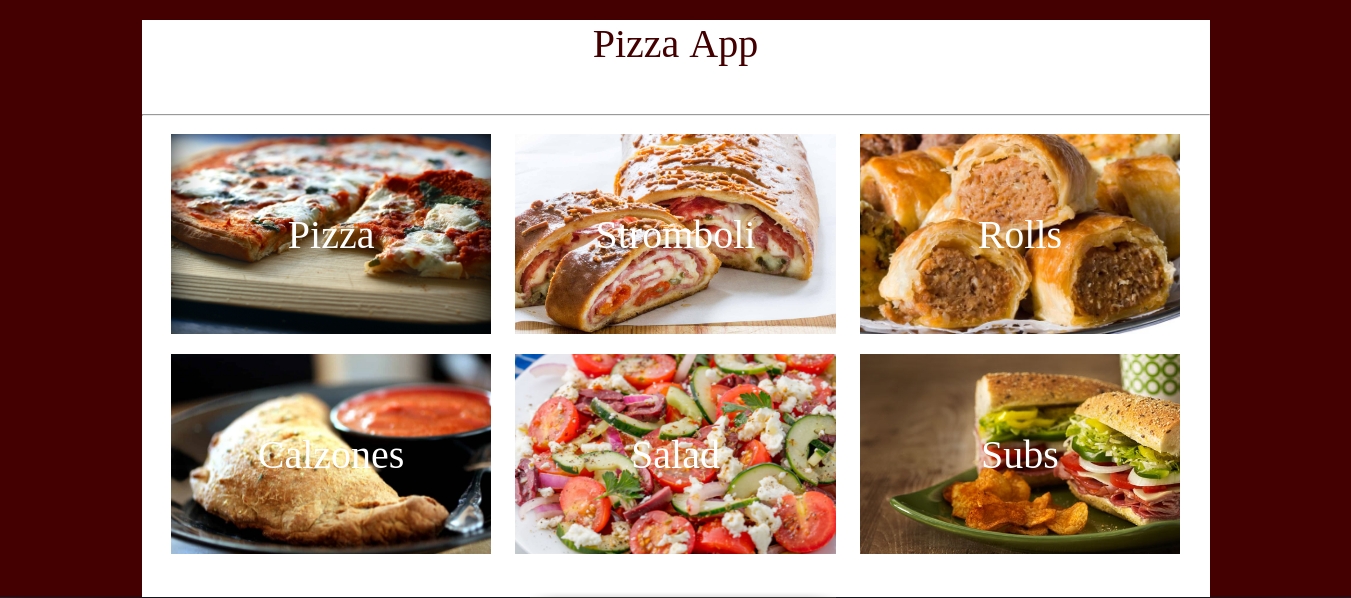 Pizza App
Pizza
Stromboli
Rolls
Calzones
Salad
Subs